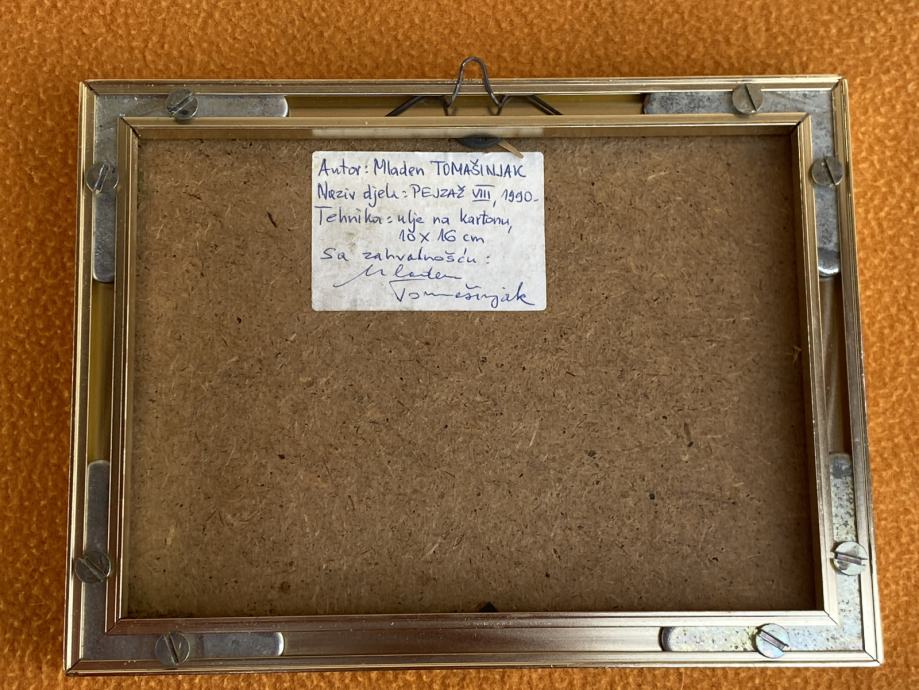 Autor: Mladen TOMAŠINJAK
Naziv djela: PEJZAŽ VIII, 1990.
Tehnika: ulje na kartonu,
10 x 16 cm
Sa zahvalnošću:
Mladen
Tomašinjak